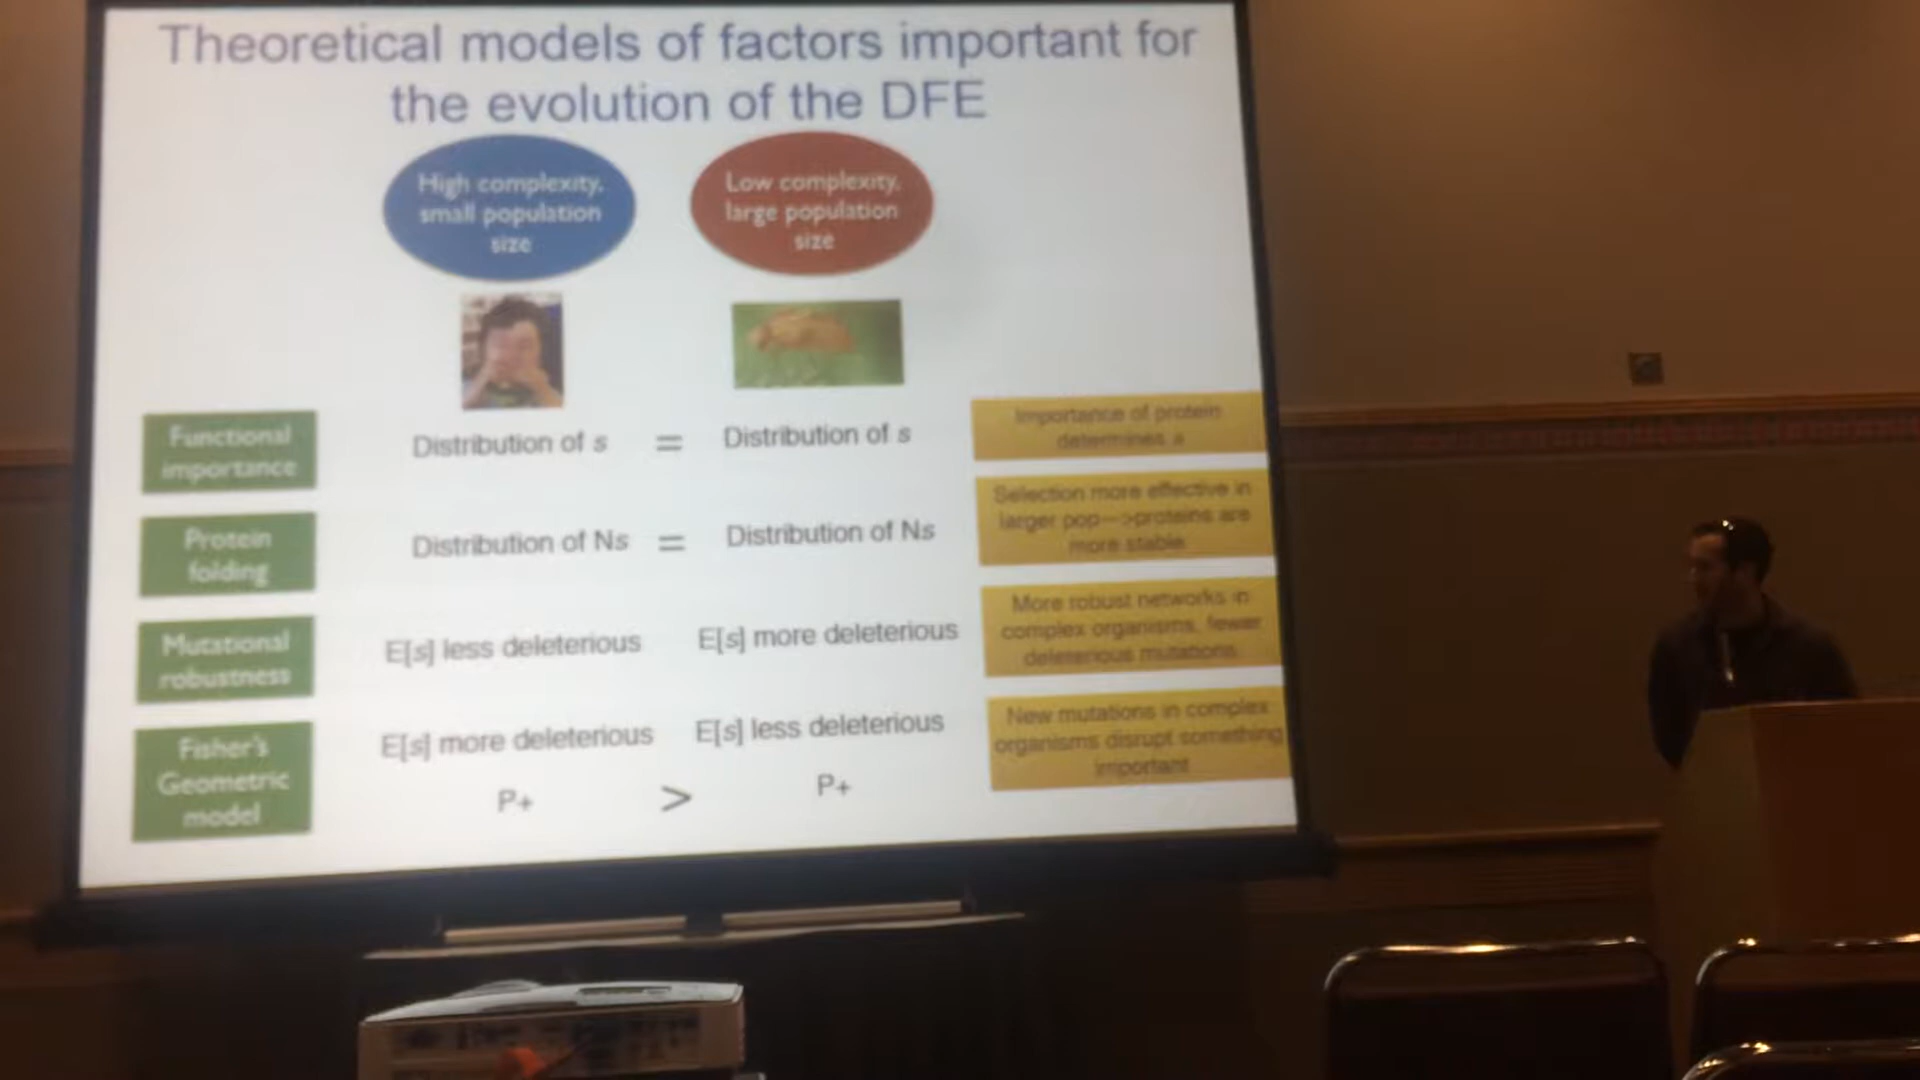 Theoretical models of factors important for
the evolution of the DFE
High complexity,
small population
size
Low complexity,
large population
size
Functional
importance
Distribution of s = Distribution of s
Importance of protein
determines s
Protein
folding
Distribution of Ns = Distribution of Ns
Selection more effective in
larger pop—>proteins are
more stable
Mutational
robustness
E[s] less deleterious
E[s] more deleterious
More robust networks in
complex organisms, fewer
deleterious mutations
Fisher's
Geometric
model
E[s] more deleterious
E[s] less deleterious
P+ > P+
New mutations in complex
organisms disrupt something
important